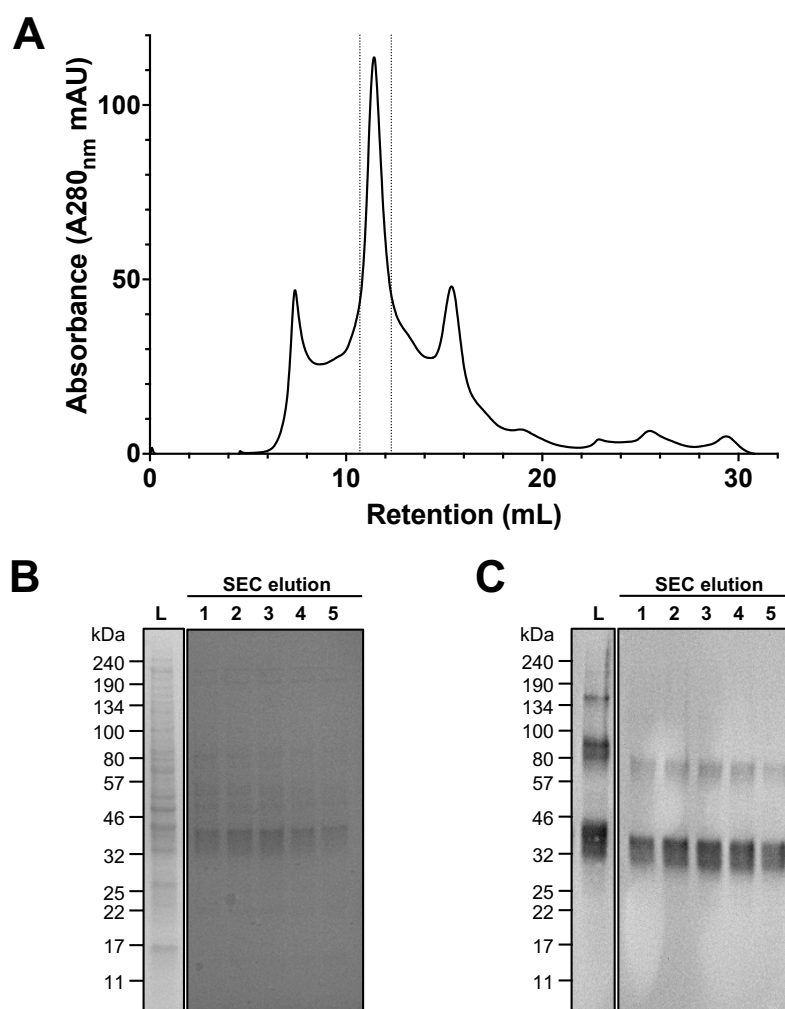 A
Absorbance (A280nm mAU)
100
50
0
0 10 20 30
Retention (mL)
B
SEC elution
L 1 2 3 4 5
kDa
240
190
134
100
80
57
46
32
25
22
17
11
C
SEC elution
L 1 2 3 4 5
kDa
240
190
134
100
80
57
46
32
25
22
17
11